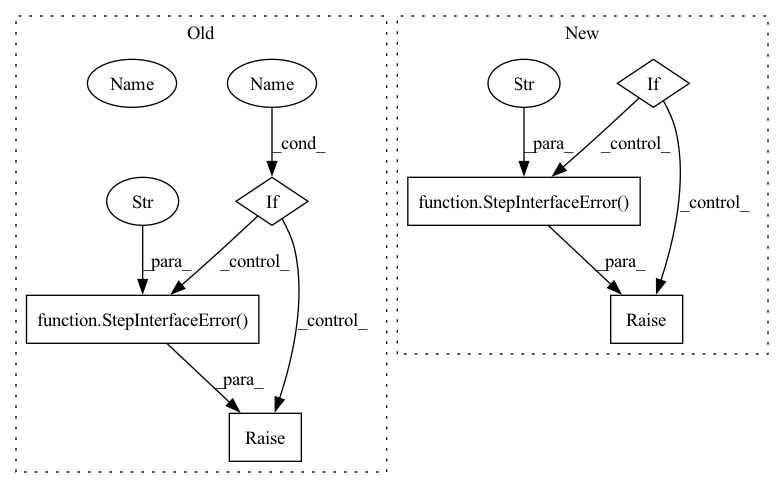 Old
New
Name
Name
Str
If
_cond_
_para_
_control_
Str
If
function.StepInterfaceError()
_control_
_para_
_control_
_para_
_control_
function.StepInterfaceError()
Raise
_para_
Raise